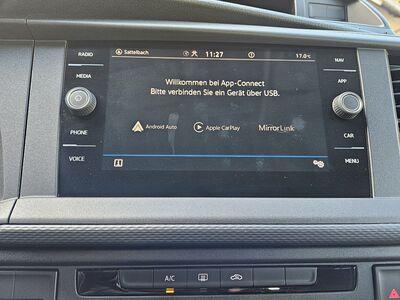 RADIO
MEDIA
PHONE
VOICE
Sattelbach
11:27
17.0°C
Willkommen bei App-Connect
Bitte verbinden Sie ein Gerät über USB.
Android Auto
Apple CarPlay
MirrorLink
NAV
APP
CAR
MENU
A/C